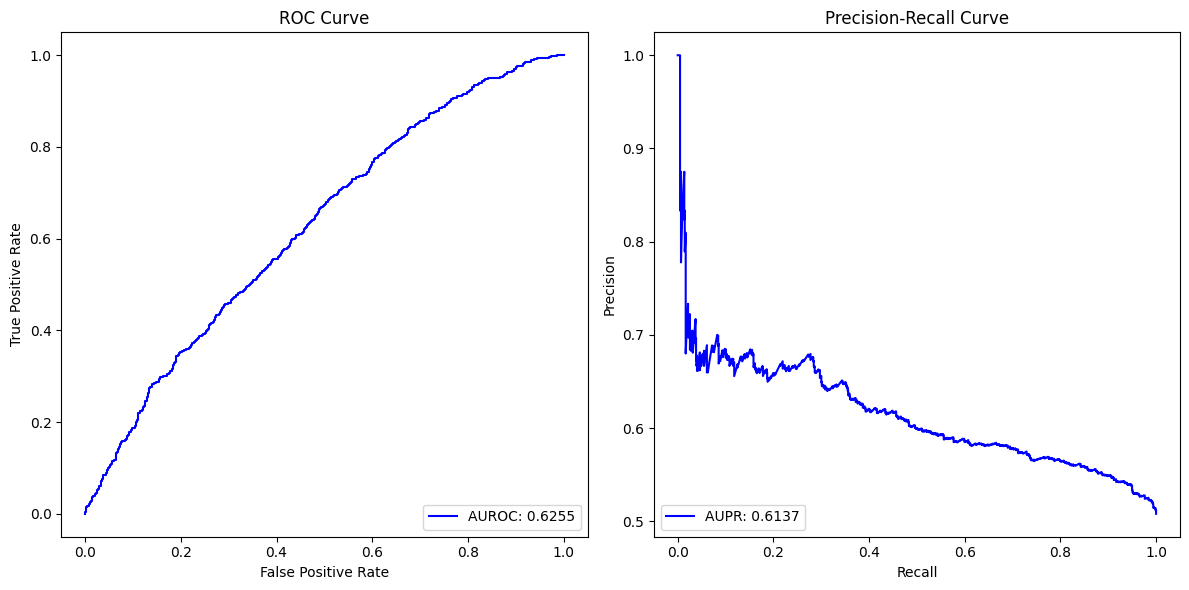 ROC Curve
1.0
0.8
0.6
0.4
0.2
0.0
True Positive Rate
0.0 0.2 0.4 0.6 0.8 1.0
False Positive Rate
AUROC: 0.6255
Precision-Recall Curve
1.0
0.9
0.8
0.7
0.6
0.5
Precision
0.0 0.2 0.4 0.6 0.8 1.0
Recall
AUPR: 0.6137